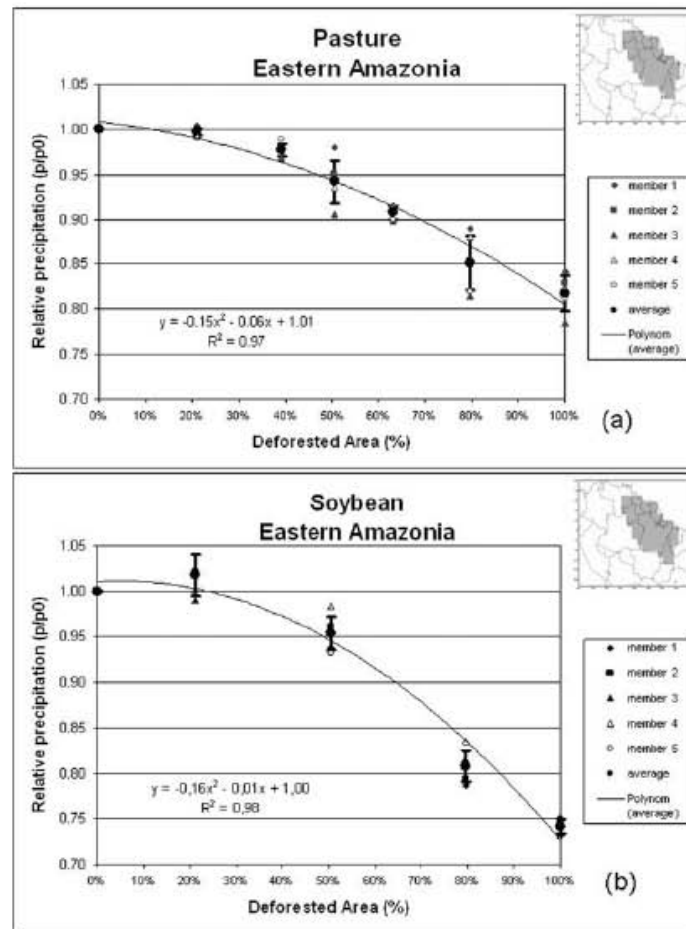 Pasture
Eastern Amazonia
Relative precipitation (p/p0)
1.05
1.00
0.95
0.90
0.85
0.80
0.75
0.70
y = -0.15x² - 0.06x + 1.01
R² = 0.97
0% 10% 20% 30% 40% 50% 60% 70% 80% 90% 100%
Deforested Area (%)
member 1
member 2
member 3
member 4
member 5
average
Polynom
(average)
(a)
Soybean
Eastern Amazonia
Relative precipitation (p/p0)
1.05
1.00
0.95
0.90
0.85
0.80
0.75
0.70
y = -0,16x² - 0,01x + 1,00
R² = 0,98
0% 10% 20% 30% 40% 50% 60% 70% 80% 90% 100%
Deforested Area (%)
member 1
member 2
member 3
member 4
member 5
average
Polynom
(average)
(b)